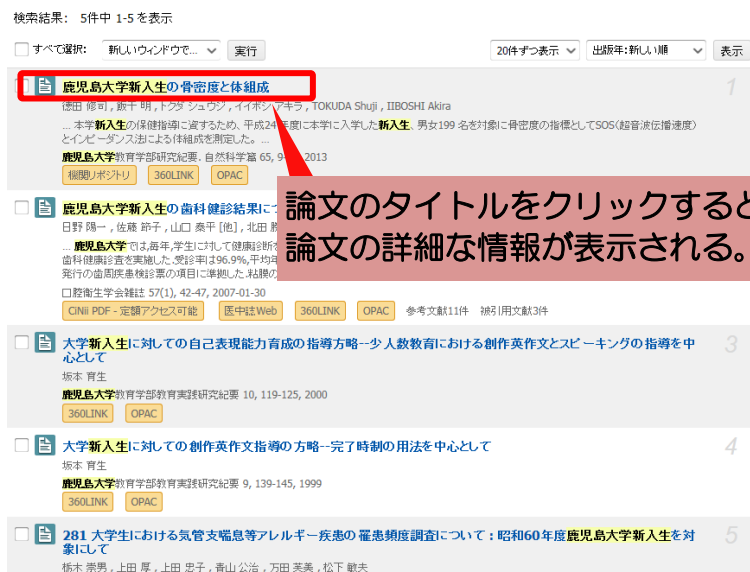 検索結果: 5件中 1-5 を表示
すべて選択: 新しいウィンドウで... 実行 20件ずつ表示 出版年:新しい順 表示
鹿児島大学新入生の骨密度と体組成 1
徳田 修司 , 飯干 明 , トクダ シュウジ , イイホシ アキラ , TOKUDA Shuji , IIBOSHI Akira
... 本学新入生の保健指導に資するため、平成24年度に本学に入学した新入生、男女199 名を対象に骨密度の指標としてSOS(超音波伝播速度)
とインピーダンス法による体組成を測定した。 ...
鹿児島大学教育学部研究紀要. 自然科学篇 65, 9- 2013
機関リポジトリ 360LINK OPAC
論文のタイトルをクリックすると
論文の詳細な情報が表示される。
鹿児島大学新入生の歯科健診結果に
日野 陽一 , 佐藤 節子 , 山口 泰平 [他] , 北田
... 鹿児島大学では,毎年,学生に対して健康診断
歯科健康診査を実施した.受診率は96.9%,平均年
発行の歯周疾患検診票の項目に準拠した.粘膜の
口腔衛生学会雑誌 57(1), 42-47, 2007-01-30
CiNii PDF - 定額アクセス可能 医中誌Web 360LINK OPAC 参考文献11件 被引用文献3件
大学新入生に対しての自己表現能力育成の指導方略--少人数教育における創作英作文とスピーキングの指導を中 3
心として
坂本 育生
鹿児島大学教育学部教育実践研究紀要 10, 119-125, 2000
360LINK OPAC
大学新入生に対しての創作英作文指導の方略--完了時制の用法を中心として 4
坂本 育生
鹿児島大学教育学部教育実践研究紀要 9, 139-145, 1999
360LINK OPAC
281 大学生における気管支喘息等アレルギー疾患の罹患頻度調査について : 昭和60年度鹿児島大学新入生を対 5
象にして
栃木 崇男 , 上田 厚 , 上田 忠子 , 青山 公治 , 万田 芙美 , 松下 敏夫